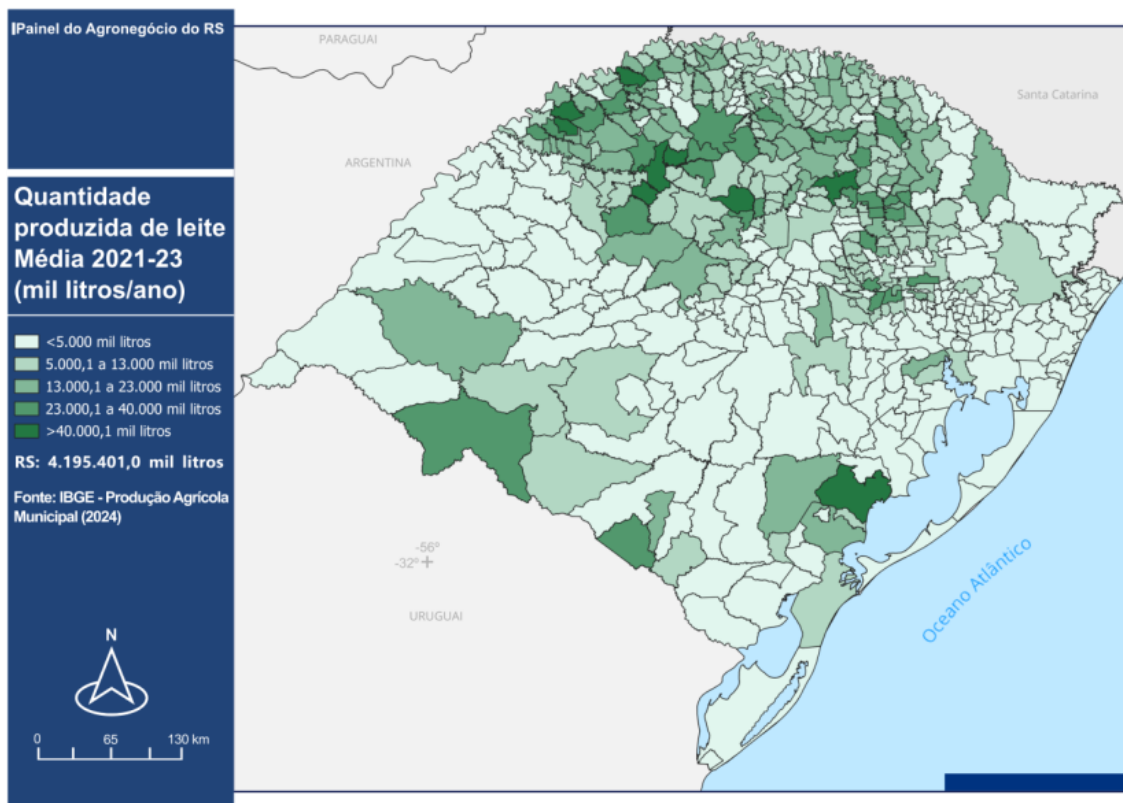 Painel do Agronegócio do RS
Quantidade
produzida de leite
Média 2021-23
(mil litros/ano)
<5.000 mil litros
5.000,1 a 13.000 mil litros
13.000,1 a 23.000 mil litros
23.000,1 a 40.000 mil litros
>40.000,1 mil litros
RS: 4.195.401,0 mil litros
Fonte: IBGE - Produção Agrícola
Municipal (2024)
N
0 65 130 km
PARAGUAI
Santa Catarina
ARGENTINA
-56º
-32º
URUGUAI
Oceano Atlântico